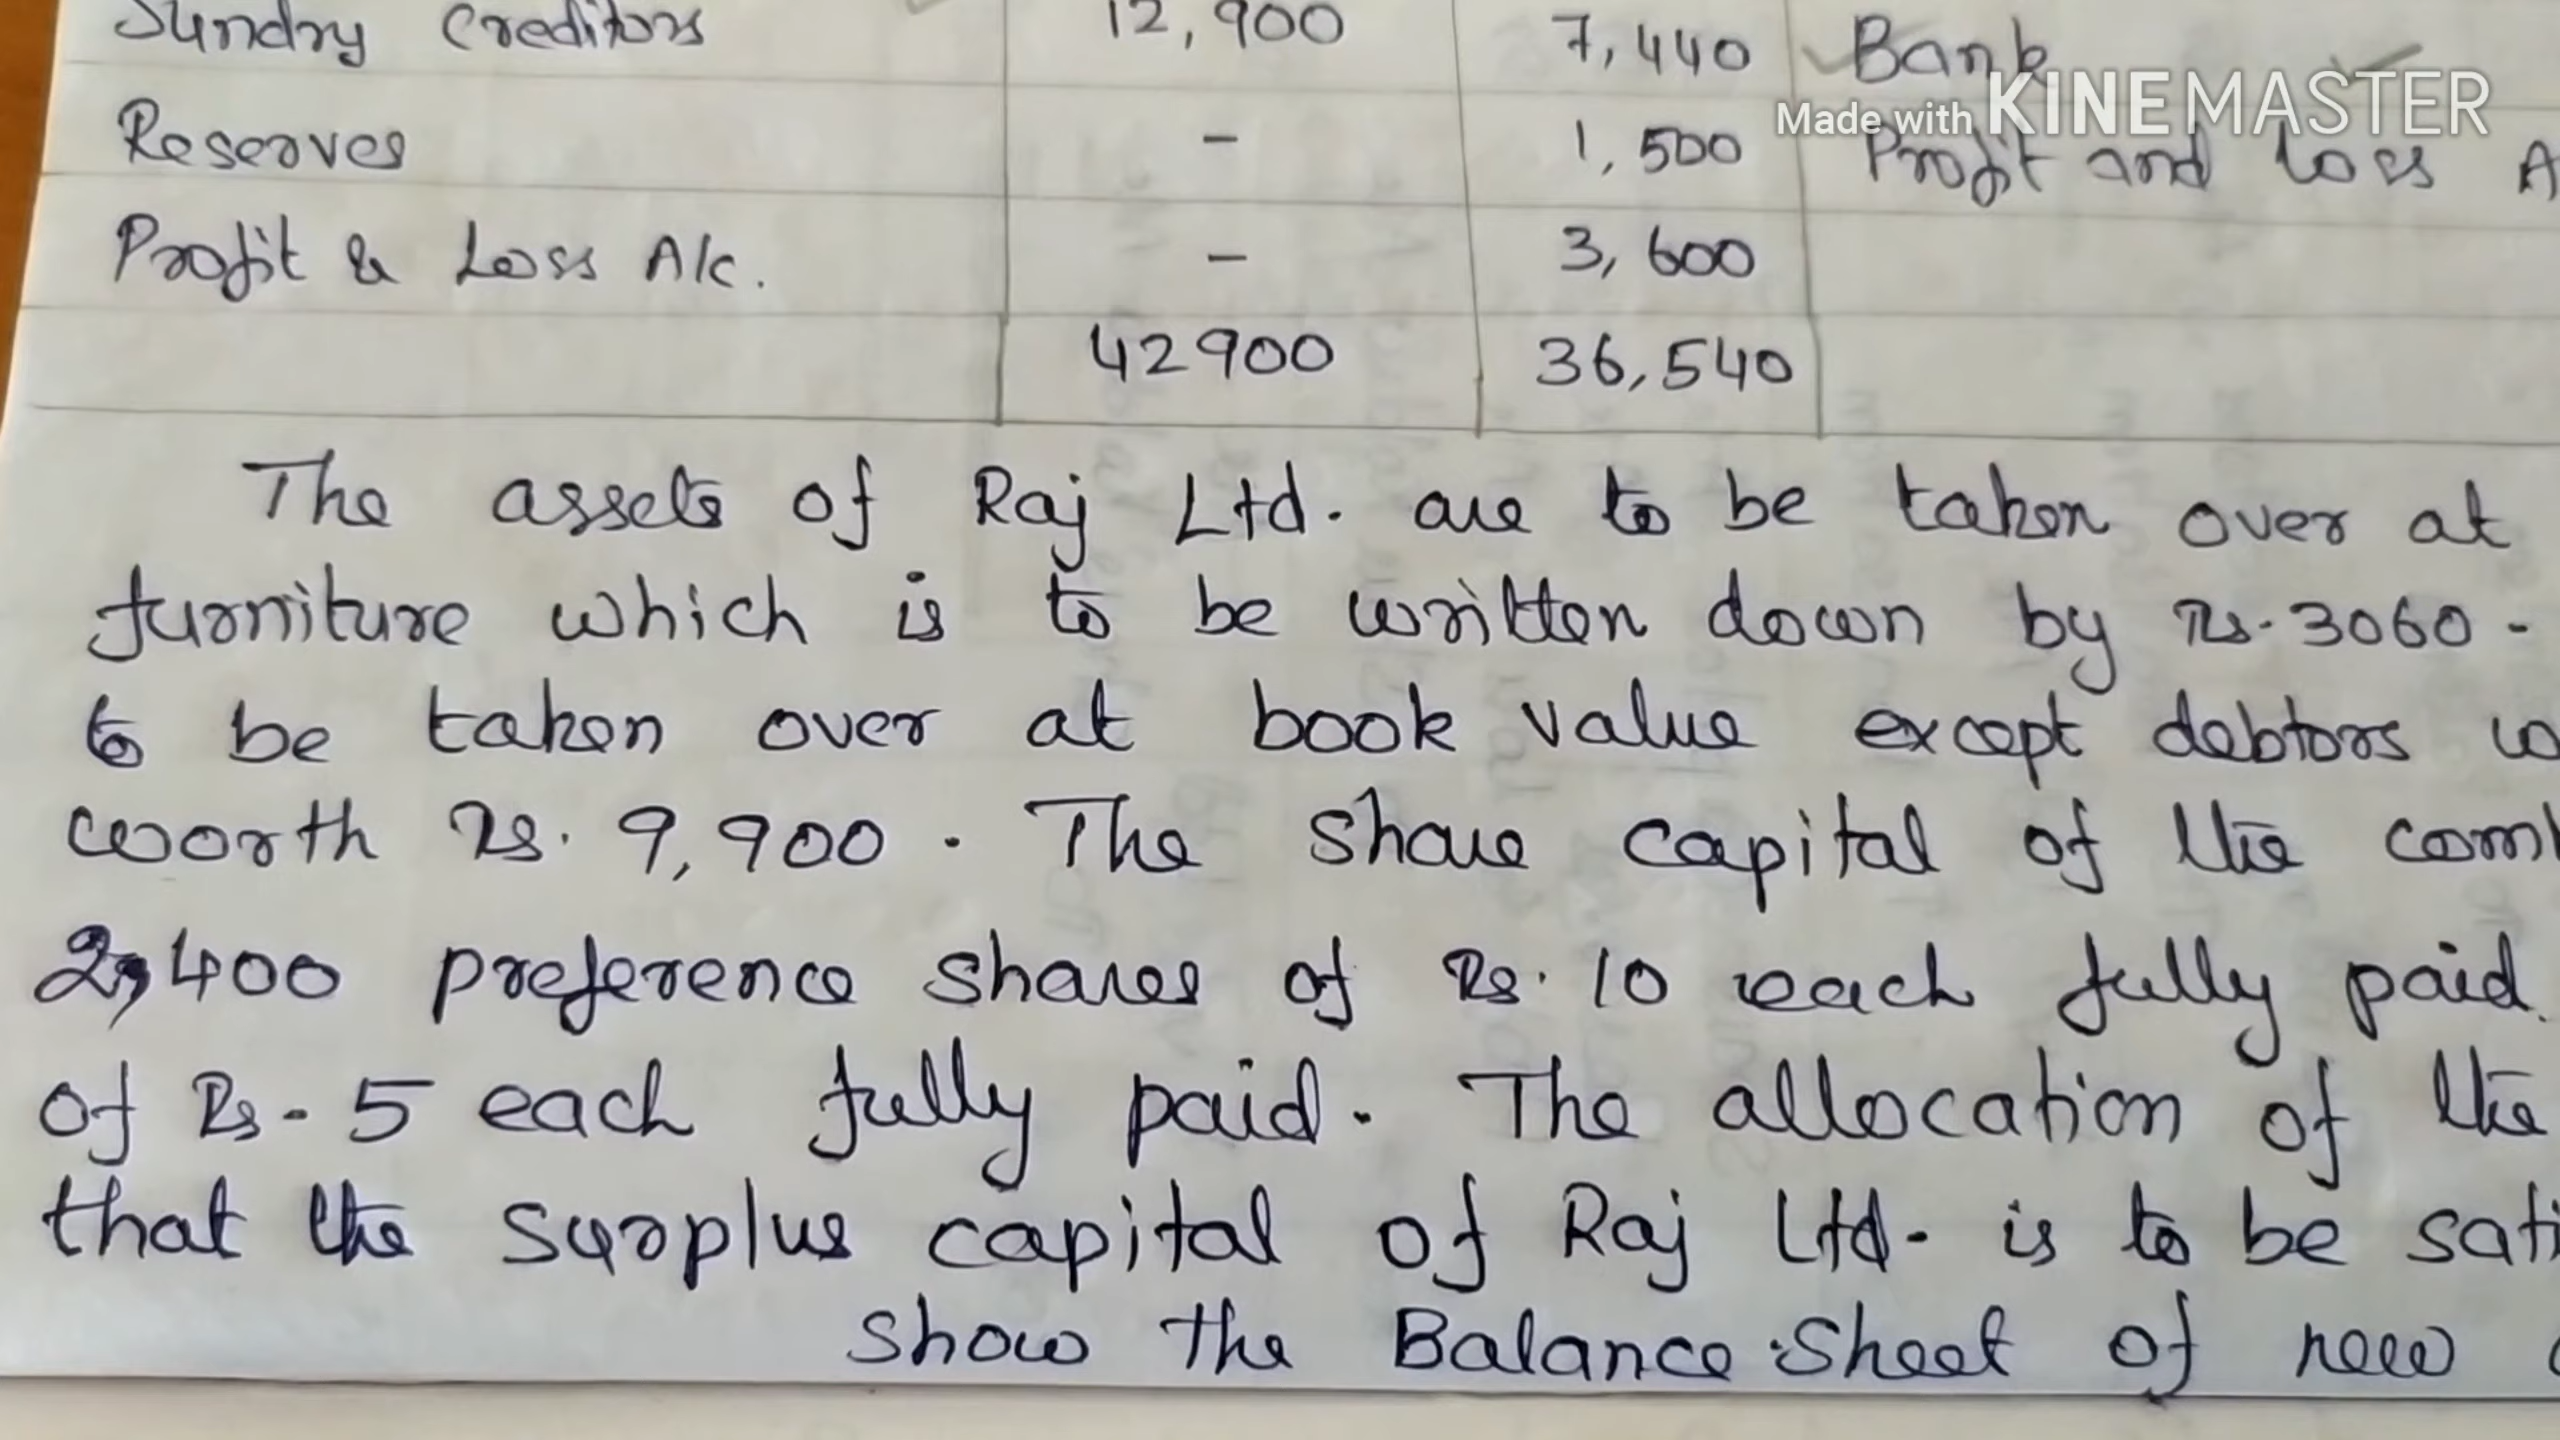 Sundry Creditors 12,900 7,440 Bank
Made with KINEMASTER
Reserves - 1,500 Profit and Loss A
Profit & Loss A/c. - 3,600
42900 36,540
The assets of Raj Ltd. are to be taken over at
furniture which is to be written down by Rs. 3060.
to be taken over at book value except debtors
worth Rs. 9,900. The share capital of the
2,400 preference shares of Rs. 10 each fully paid.
of Rs. 5 each fully paid. The allocation of the
that the surplus capital of Raj Ltd. is to be sati
Show the Balance Sheet of new